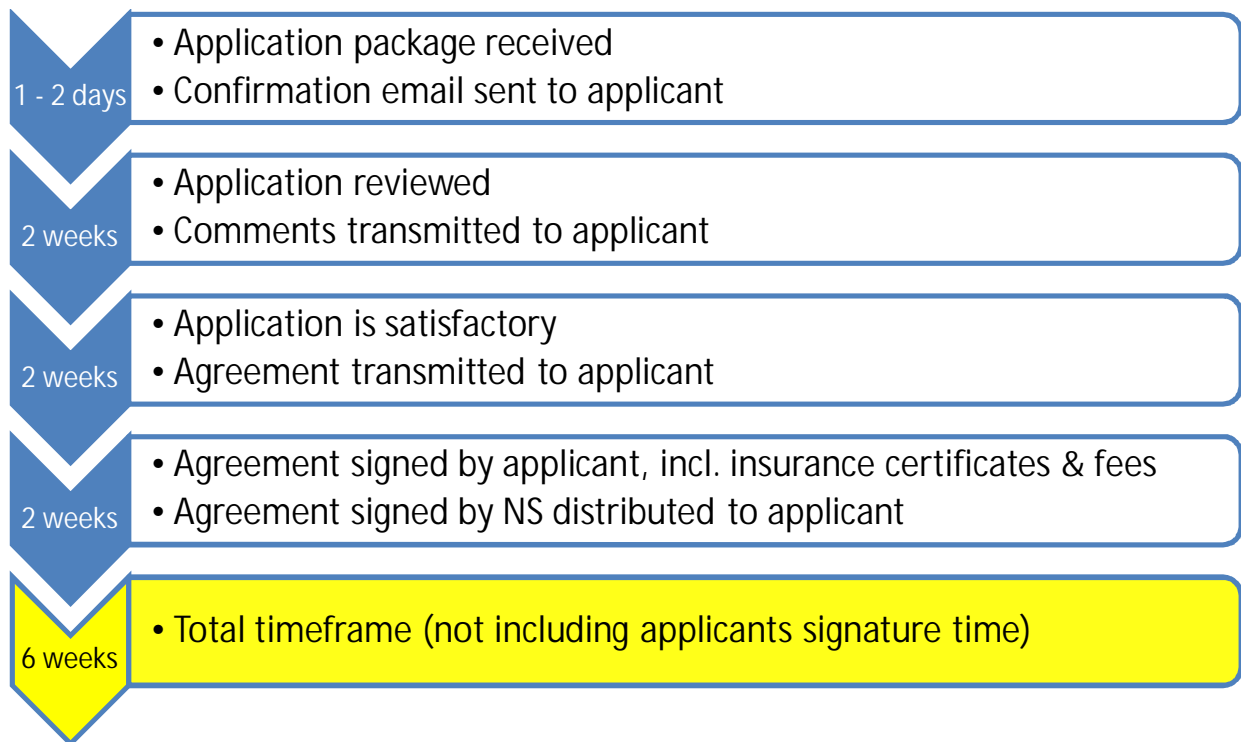 1 - 2 days
• Application package received
• Confirmation email sent to applicant
2 weeks
• Application reviewed
• Comments transmitted to applicant
2 weeks
• Application is satisfactory
• Agreement transmitted to applicant
2 weeks
• Agreement signed by applicant, incl. insurance certificates & fees
• Agreement signed by NS distributed to applicant
6 weeks
• Total timeframe (not including applicants signature time)